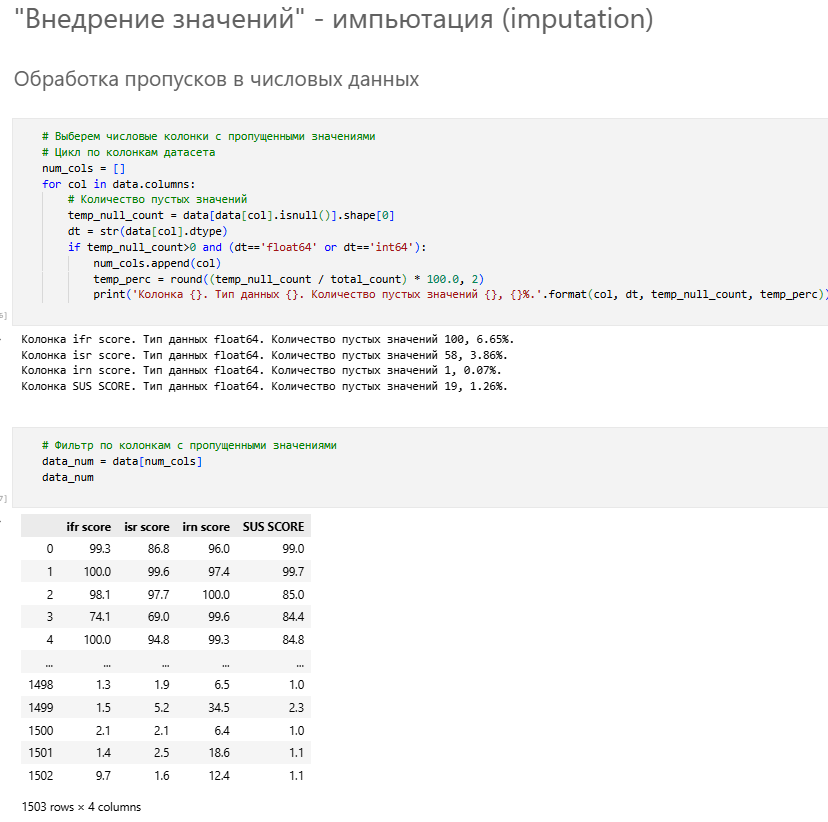 "Внедрение значений" - импьютация (imputation)
Обработка пропусков в числовых данных
# Выберем числовые колонки с пропущенными значениями
# Цикл по колонкам датасета
num_cols = []
for col in data.columns:
# Количество пустых значений
temp_null_count = data[data[col].isnull()].shape[0]
dt = str(data[col].dtype)
if temp_null_count>0 and (dt=='float64' or dt=='int64'):
num_cols.append(col)
temp_perc = round((temp_null_count / total_count) * 100.0, 2)
print('Колонка {}. Тип данных {}. Количество пустых значений {}, {}%.'.format(col, dt, temp_null_count, temp_perc))
Колонка ifr score. Тип данных float64. Количество пустых значений 100, 6.65%.
Колонка isr score. Тип данных float64. Количество пустых значений 58, 3.86%.
Колонка irn score. Тип данных float64. Количество пустых значений 1, 0.07%.
Колонка SUS SCORE. Тип данных float64. Количество пустых значений 19, 1.26%.
# Фильтр по колонкам с пропущенными значениями
data_num = data[num_cols]
data_num
ifr score isr score irn score SUS SCORE
0 99.3 86.8 96.0 99.0
1 100.0 99.6 97.4 99.7
2 98.1 97.7 100.0 85.0
3 74.1 69.0 99.6 84.4
4 100.0 94.8 99.3 84.8
... ... ... ... ...
1498 1.3 1.9 6.5 1.0
1499 1.5 5.2 34.5 2.3
1500 2.1 2.1 6.4 1.0
1501 1.4 2.5 18.6 1.1
1502 9.7 1.6 12.4 1.1
1503 rows × 4 columns